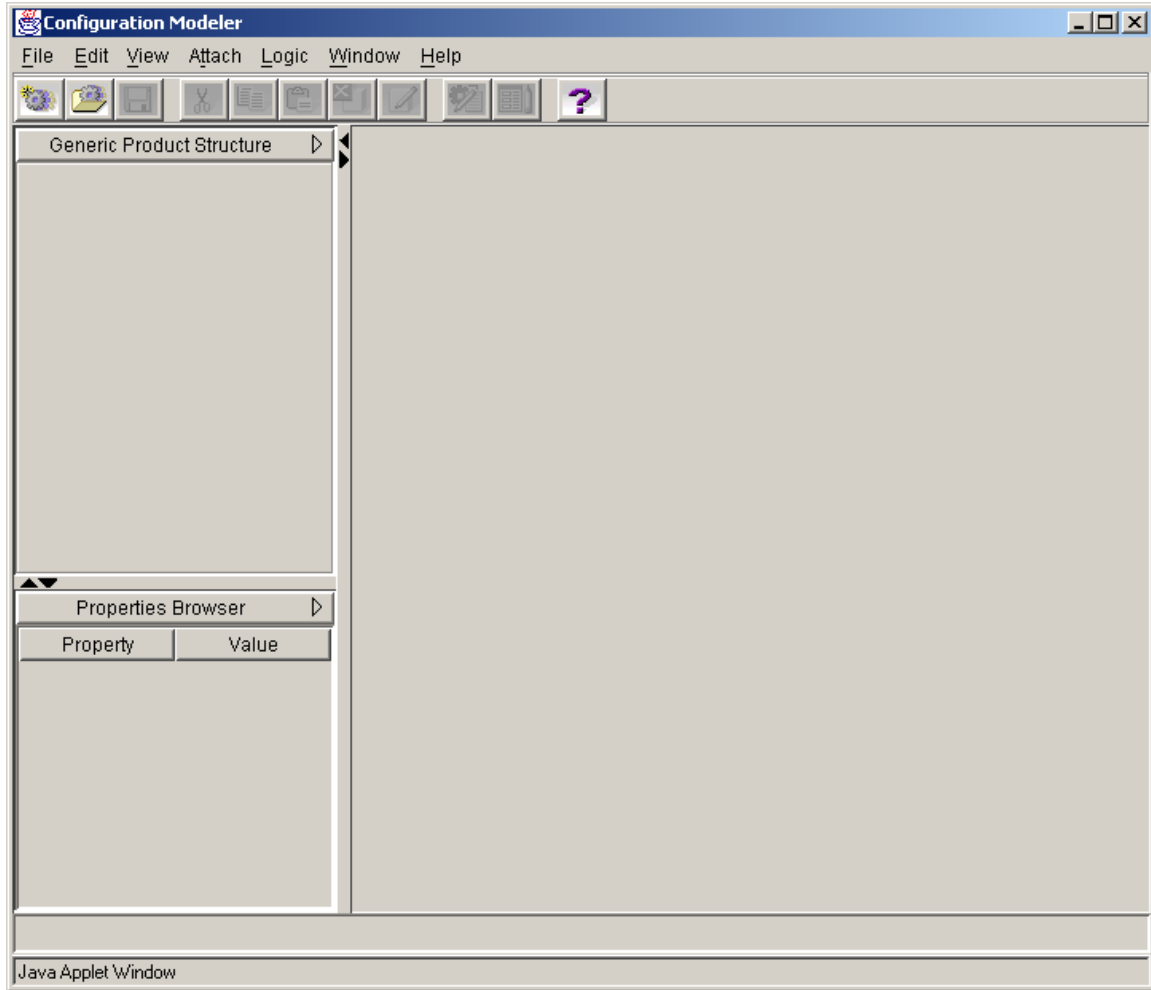 Configuration Modeler
File Edit View Attach Logic Window Help
?
Generic Product Structure
Properties Browser
Property Value
Java Applet Window